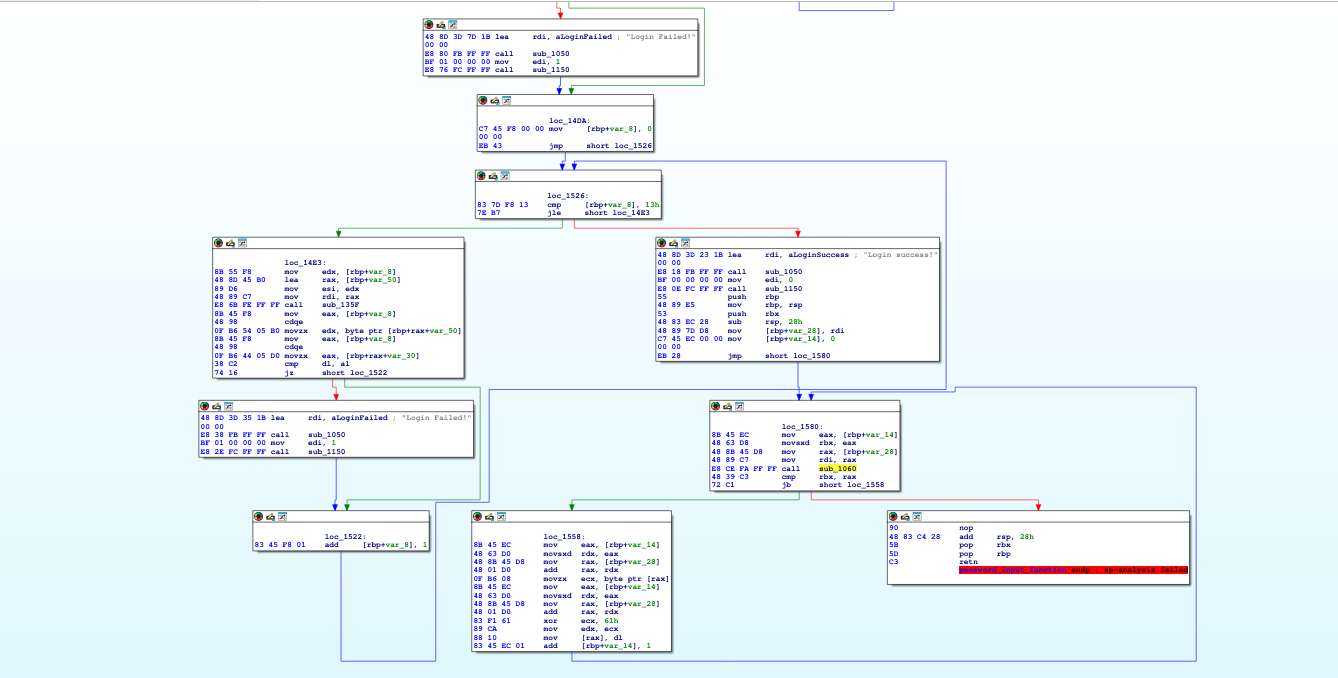 48 8D 3D 7D 1B lea rdi, aLoginFailed ; "Login Failed!"
00 00
E8 80 FB FF FF call sub_1050
BF 01 00 00 00 mov edi, 1
E8 76 FC FF FF call sub_1150
loc_14DA:
C7 45 F8 00 00 mov [rbp+var_8], 0
00 00
EB 43 jmp short loc_1526
loc_1526:
83 7D F8 13 cmp [rbp+var_8], 13h
7E B7 jle short loc_14E3
loc_14E3:
8B 55 F8 mov edx, [rbp+var_8]
48 8D 45 B0 lea rax, [rbp+var_50]
89 D6 mov esi, edx
48 89 C7 mov rdi, rax
E8 6B FE FF FF call sub_135F
8B 45 F8 mov eax, [rbp+var_8]
48 98 cdqe
0F B6 54 05 B0 movzx edx, byte ptr [rbp+rax+var_50]
8B 45 F8 mov eax, [rbp+var_8]
48 98 cdqe
0F B6 44 05 D0 movzx eax, [rbp+rax+var_30]
38 C2 cmp dl, al
74 16 jz short loc_1522
48 8D 3D 23 1B lea rdi, aLoginSuccess ; "Login success!"
00 00
E8 18 FB FF FF call sub_1050
BF 00 00 00 00 mov edi, 0
E8 0E FC FF FF call sub_1150
55 push rbp
48 89 E5 mov rbp, rsp
53 push rbx
48 83 EC 28 sub rsp, 28h
48 89 7D D8 mov [rbp+var_28], rdi
C7 45 EC 00 00 mov [rbp+var_14], 0
00 00
EB 28 jmp short loc_1580
48 8D 3D 35 1B lea rdi, aLoginFailed ; "Login Failed!"
00 00
E8 38 FB FF FF call sub_1050
BF 01 00 00 00 mov edi, 1
E8 2E FC FF FF call sub_1150
loc_1580:
8B 45 EC mov eax, [rbp+var_14]
48 63 D8 movsxd rbx, eax
48 8B 45 D8 mov rax, [rbp+var_28]
48 89 C7 mov rdi, rax
E8 CE FA FF FF call sub_1060
48 39 C3 cmp rbx, rax
72 C1 jb short loc_1558
loc_1522:
83 45 F8 01 add [rbp+var_8], 1
loc_1558:
8B 45 EC mov eax, [rbp+var_14]
48 63 D0 movsxd rdx, eax
48 8B 45 D8 mov rax, [rbp+var_28]
48 01 D0 add rax, rdx
0F B6 08 movzx ecx, byte ptr [rax]
8B 45 EC mov eax, [rbp+var_14]
48 63 D0 movsxd rdx, eax
48 8B 45 D8 mov rax, [rbp+var_28]
48 01 D0 add rax, rdx
83 F1 61 xor ecx, 61h
89 CA mov edx, ecx
88 10 mov [rax], dl
83 45 EC 01 add [rbp+var_14], 1
90 nop
48 83 C4 28 add rsp, 28h
5B pop rbx
5D pop rbp
C3 retn
password_input_function endp ; sp-analysis failed